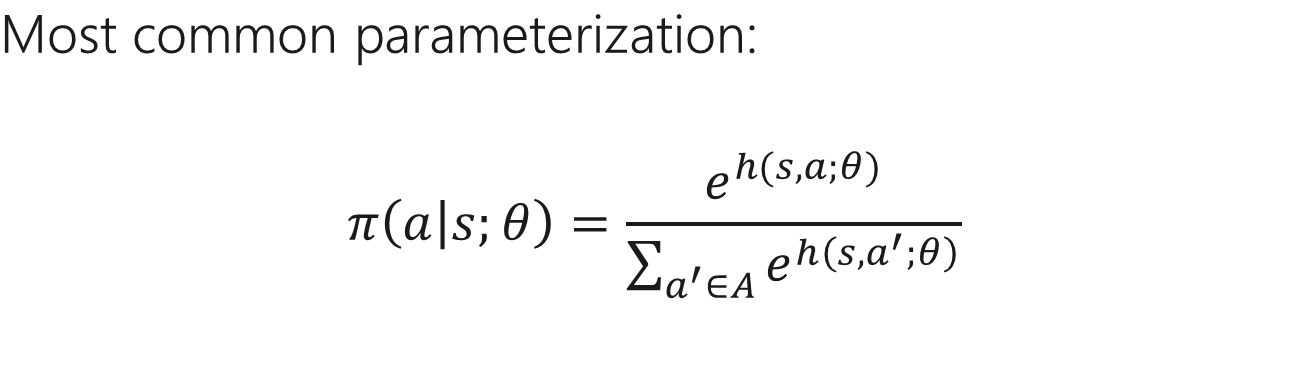 Most common parameterization:
π(a|s; θ) = e^{h(s,a;θ)} / ∑_{a′∈A} e^{h(s,a′;θ)}